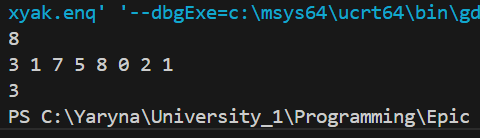 xyak.enq' '--dbgExe=c:\msys64\ucrt64\bin\gd
8
3 1 7 5 8 0 2 1
3
PS C:\Yaryna\University_1\Programming\Epic